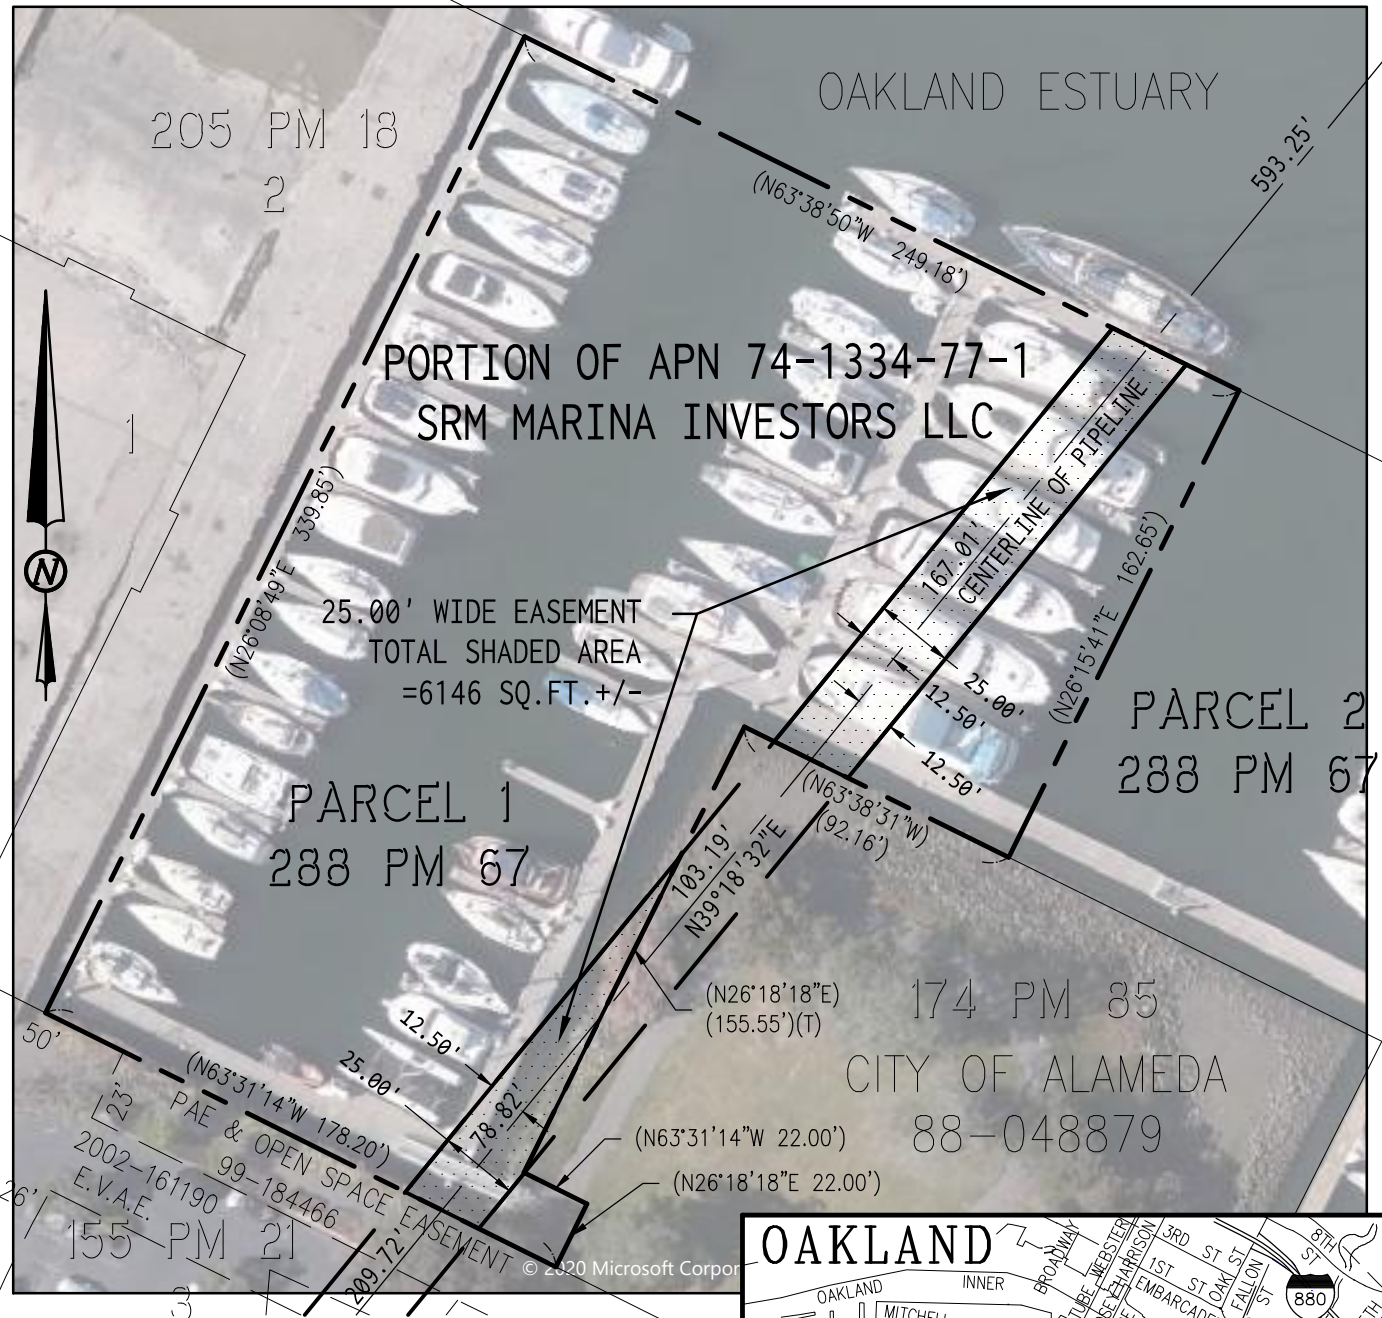 OAKLAND ESTUARY
593.25'
205 PM 18
2
(N63°38'50"W 249.18')
1
PORTION OF APN 74-1334-77-1
SRM MARINA INVESTORS LLC
(N26°08'49"E 339.85')
N
167.01'
CENTERLINE OF PIPELINE
(N26°15'41"E 162.65')
25.00' WIDE EASEMENT
TOTAL SHADED AREA
=6146 SQ.FT.+/-
25.00'
12.50'
12.50'
PARCEL 2
288 PM 67
PARCEL 1
288 PM 67
(N63°38'31"W)
(92.16')
103.19'
N39°18'32"E
(N26°18'18"E)
(155.55')(T)
174 PM 85
CITY OF ALAMEDA
88-048879
50'
12.50'
25.00'
78.82'
(N63°31'14"W 178.20')
23'
PAE & OPEN SPACE EASEMENT
99-184466
2002-161190
E.V.A.E.
26'
155 PM 21
(N63°31'14"W 22.00')
(N26°18'18"E 22.00')
209.72'
© 2020 Microsoft Corpor
OAKLAND
OAKLAND INNER
BROADWAY
WEBSTER
HARRISON
TUBE
3RD ST
1ST ST
OAK ST
FALLON ST
8TH ST
880